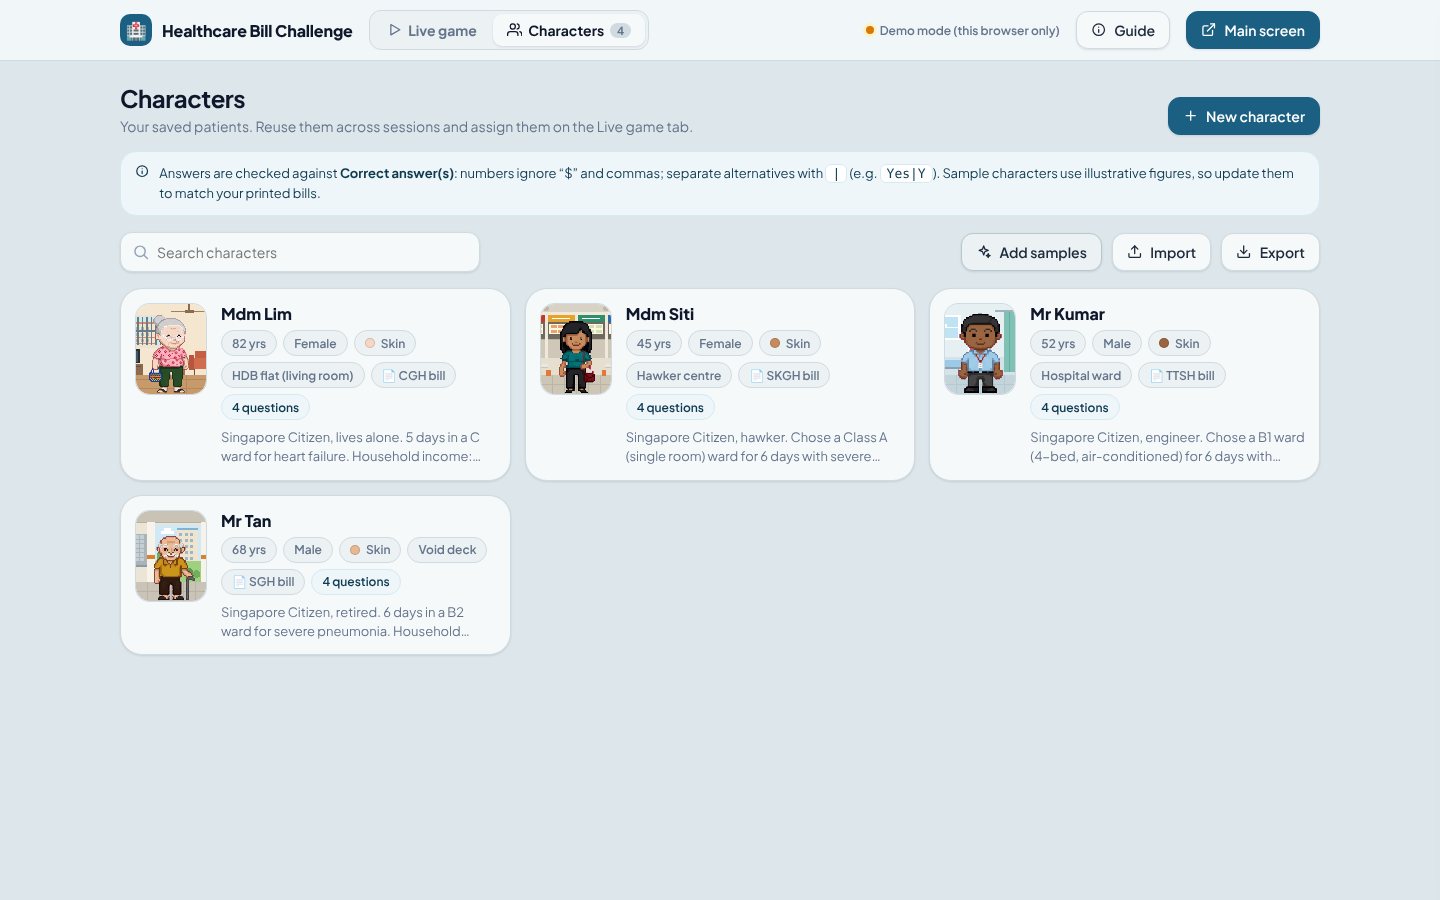 Healthcare Bill Challenge
Live game
Characters 4
Demo mode (this browser only)
Guide
Main screen
Characters
Your saved patients. Reuse them across sessions and assign them on the Live game tab.
New character
Answers are checked against Correct answer(s): numbers ignore “$” and commas; separate alternatives with | (e.g. Yes|Y ). Sample characters use illustrative figures, so update them
to match your printed bills.
Search characters
Add samples
Import
Export
Mdm Lim
82 yrs Female Skin
HDB flat (living room) CGH bill
4 questions
Singapore Citizen, lives alone. 5 days in a C
ward for heart failure. Household income:...
Mdm Siti
45 yrs Female Skin
Hawker centre SKGH bill
4 questions
Singapore Citizen, hawker. Chose a Class A
(single room) ward for 6 days with severe...
Mr Kumar
52 yrs Male Skin
Hospital ward TTSH bill
4 questions
Singapore Citizen, engineer. Chose a B1 ward
(4-bed, air-conditioned) for 6 days with...
Mr Tan
68 yrs Male Skin Void deck
SGH bill 4 questions
Singapore Citizen, retired. 6 days in a B2
ward for severe pneumonia. Household...